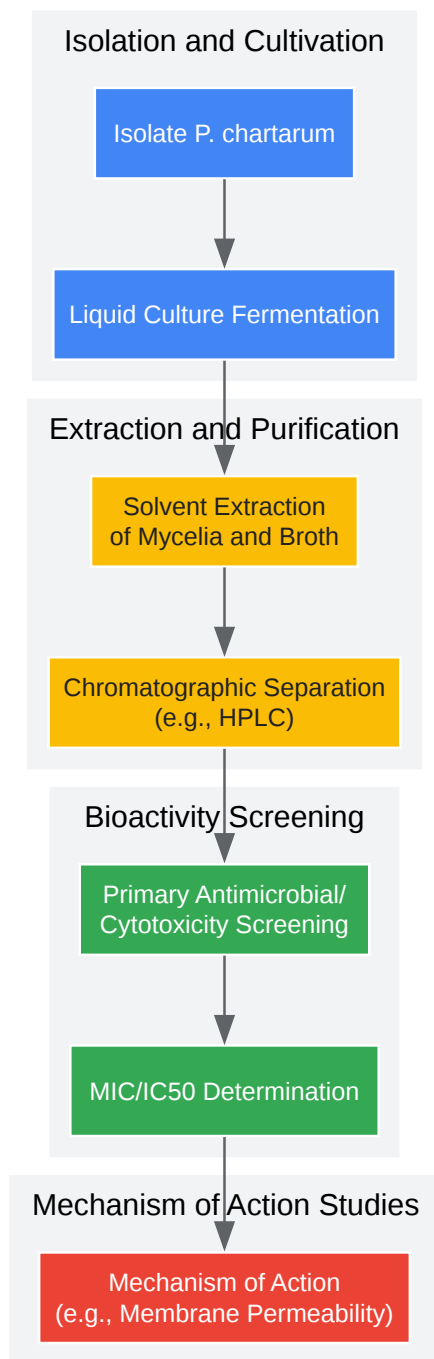 Isolation and Cultivation
Isolate P. chartarum
Liquid Culture Fermentation
Extraction and Purification
Solvent Extraction
of Mycelia and Broth
Chromatographic Separation
(e.g., HPLC)
Bioactivity Screening
Primary Antimicrobial/
Cytotoxicity Screening
MIC/IC50 Determination
Mechanism of Action Studies
Mechanism of Action
(e.g., Membrane Permeability)